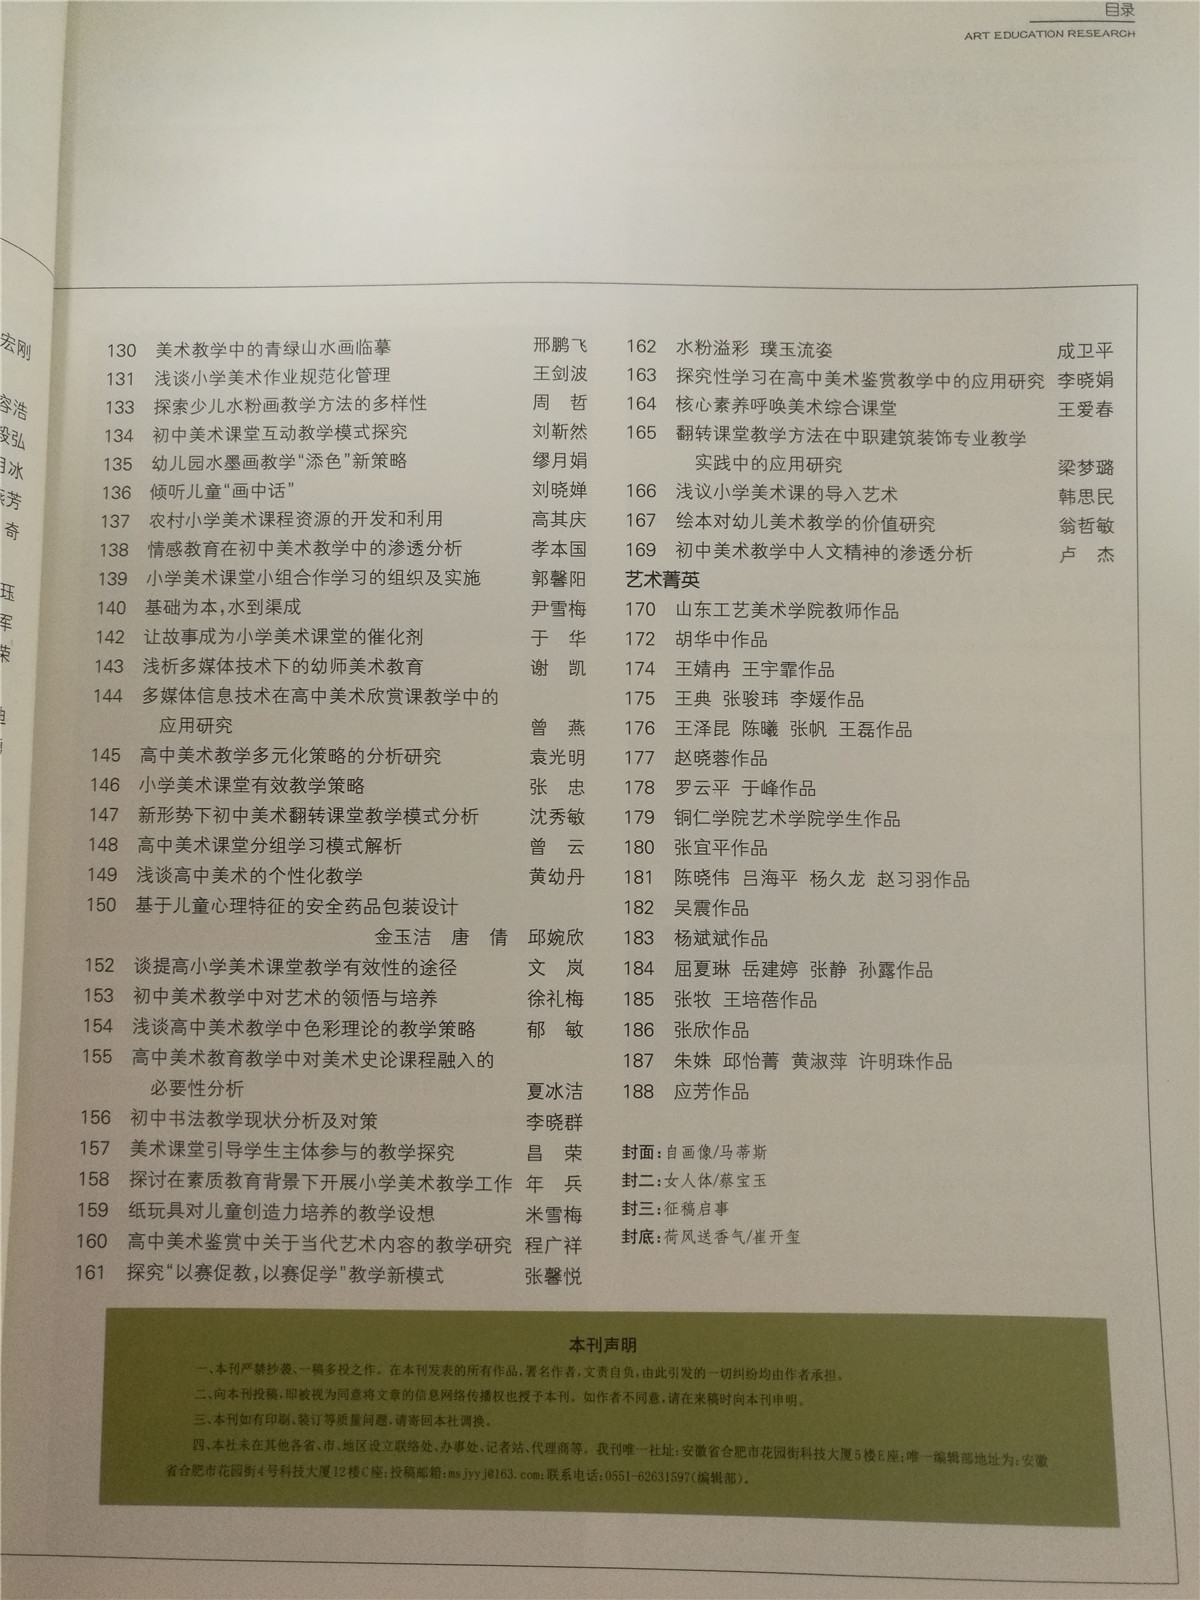 目录
ART EDUCATION RESEARCH
宏刚
容浩
毅弘
冰
芳
奇
珏
军
荣
130 美术教学中的青绿山水画临摹 邢鹏飞
131 浅谈小学美术作业规范化管理 王剑波
133 探索少儿水粉画教学方法的多样性 周 哲
134 初中美术课堂互动教学模式探究 刘靳然
135 幼儿园水墨画教学“添色”新策略 缪月娟
136 倾听儿童“画中话” 刘晓婵
137 农村小学美术课程资源的开发和利用 高其庆
138 情感教育在初中美术教学中的渗透分析 孝本国
139 小学美术课堂小组合作学习的组织及实施 郭馨阳
140 基础为本,水到渠成 尹雪梅
142 让故事成为小学美术课堂的催化剂 于 华
143 浅析多媒体技术下的幼师美术教育 谢 凯
144 多媒体信息技术在高中美术欣赏课教学中的
应用研究 曾 燕
145 高中美术教学多元化策略的分析研究 袁光明
146 小学美术课堂有效教学策略 张 忠
147 新形势下初中美术翻转课堂教学模式分析 沈秀敏
148 高中美术课堂分组学习模式解析 曾 云
149 浅谈高中美术的个性化教学 黄幼丹
150 基于儿童心理特征的安全药品包装设计
金玉洁 唐 倩 邱婉欣
152 谈提高小学美术课堂教学有效性的途径 文 岚
153 初中美术教学中对艺术的领悟与培养 徐礼梅
154 浅谈高中美术教学中色彩理论的教学策略 郁 敏
155 高中美术教育教学中对美术史论课程融入的
必要性分析 夏冰洁
156 初中书法教学现状分析及对策 李晓群
157 美术课堂引导学生主体参与的教学探究 昌 荣
158 探讨在素质教育背景下开展小学美术教学工作 年 兵
159 纸玩具对儿童创造力培养的教学设想 米雪梅
160 高中美术鉴赏中关于当代艺术内容的教学研究 程广祥
161 探究“以赛促教,以赛促学”教学新模式 张馨悦
162 水粉溢彩 璞玉流姿 成卫平
163 探究性学习在高中美术鉴赏教学中的应用研究 李晓娟
164 核心素养呼唤美术综合课堂 王爱春
165 翻转课堂教学方法在中职建筑装饰专业教学
实践中的应用研究 梁梦璐
166 浅议小学美术课的导入艺术 韩思民
167 绘本对幼儿美术教学的价值研究 翁哲敏
169 初中美术教学中人文精神的渗透分析 卢 杰
艺术菁英
170 山东工艺美术学院教师作品
172 胡华中作品
174 王婧冉 王宇霏作品
175 王典 张骏玮 李媛作品
176 王泽昆 陈曦 张帆 王磊作品
177 赵晓蓉作品
178 罗云平 于峰作品
179 铜仁学院艺术学院学生作品
180 张宜平作品
181 陈晓伟 吕海平 杨久龙 赵习羽作品
182 吴震作品
183 杨斌斌作品
184 屈夏琳 岳建婷 张静 孙露作品
185 张牧 王培蓓作品
186 张欣作品
187 朱姝 邱怡菁 黄淑萍 许明珠作品
188 应芳作品
封面:自画像/马蒂斯
封二:女人体/蔡宝玉
封三:征稿启事
封底:荷风送香气/崔开玺
本刊声明
一、本刊严禁抄袭、一稿多投之作。在本刊发表的所有作品,署名作者,文责自负,由此引发的一切纠纷均由作者承担。
二、向本刊投稿,即被视为同意将文章的信息网络传播权也授予本刊。如作者不同意,请在来稿时向本刊申明。
三、本刊如有印刷、装订等质量问题,请寄回本社调换。
四、本社未在其他各省、市、地区设立联络处、办事处、记者站、代理商等。我刊唯一社址:安徽省合肥市花园街科技大厦5楼E座;唯一编辑部地址为:安徽
省合肥市花园街4号科技大厦12楼C座;投稿邮箱:msjyyj@163.com;联系电话:0551-62631597(编辑部)。